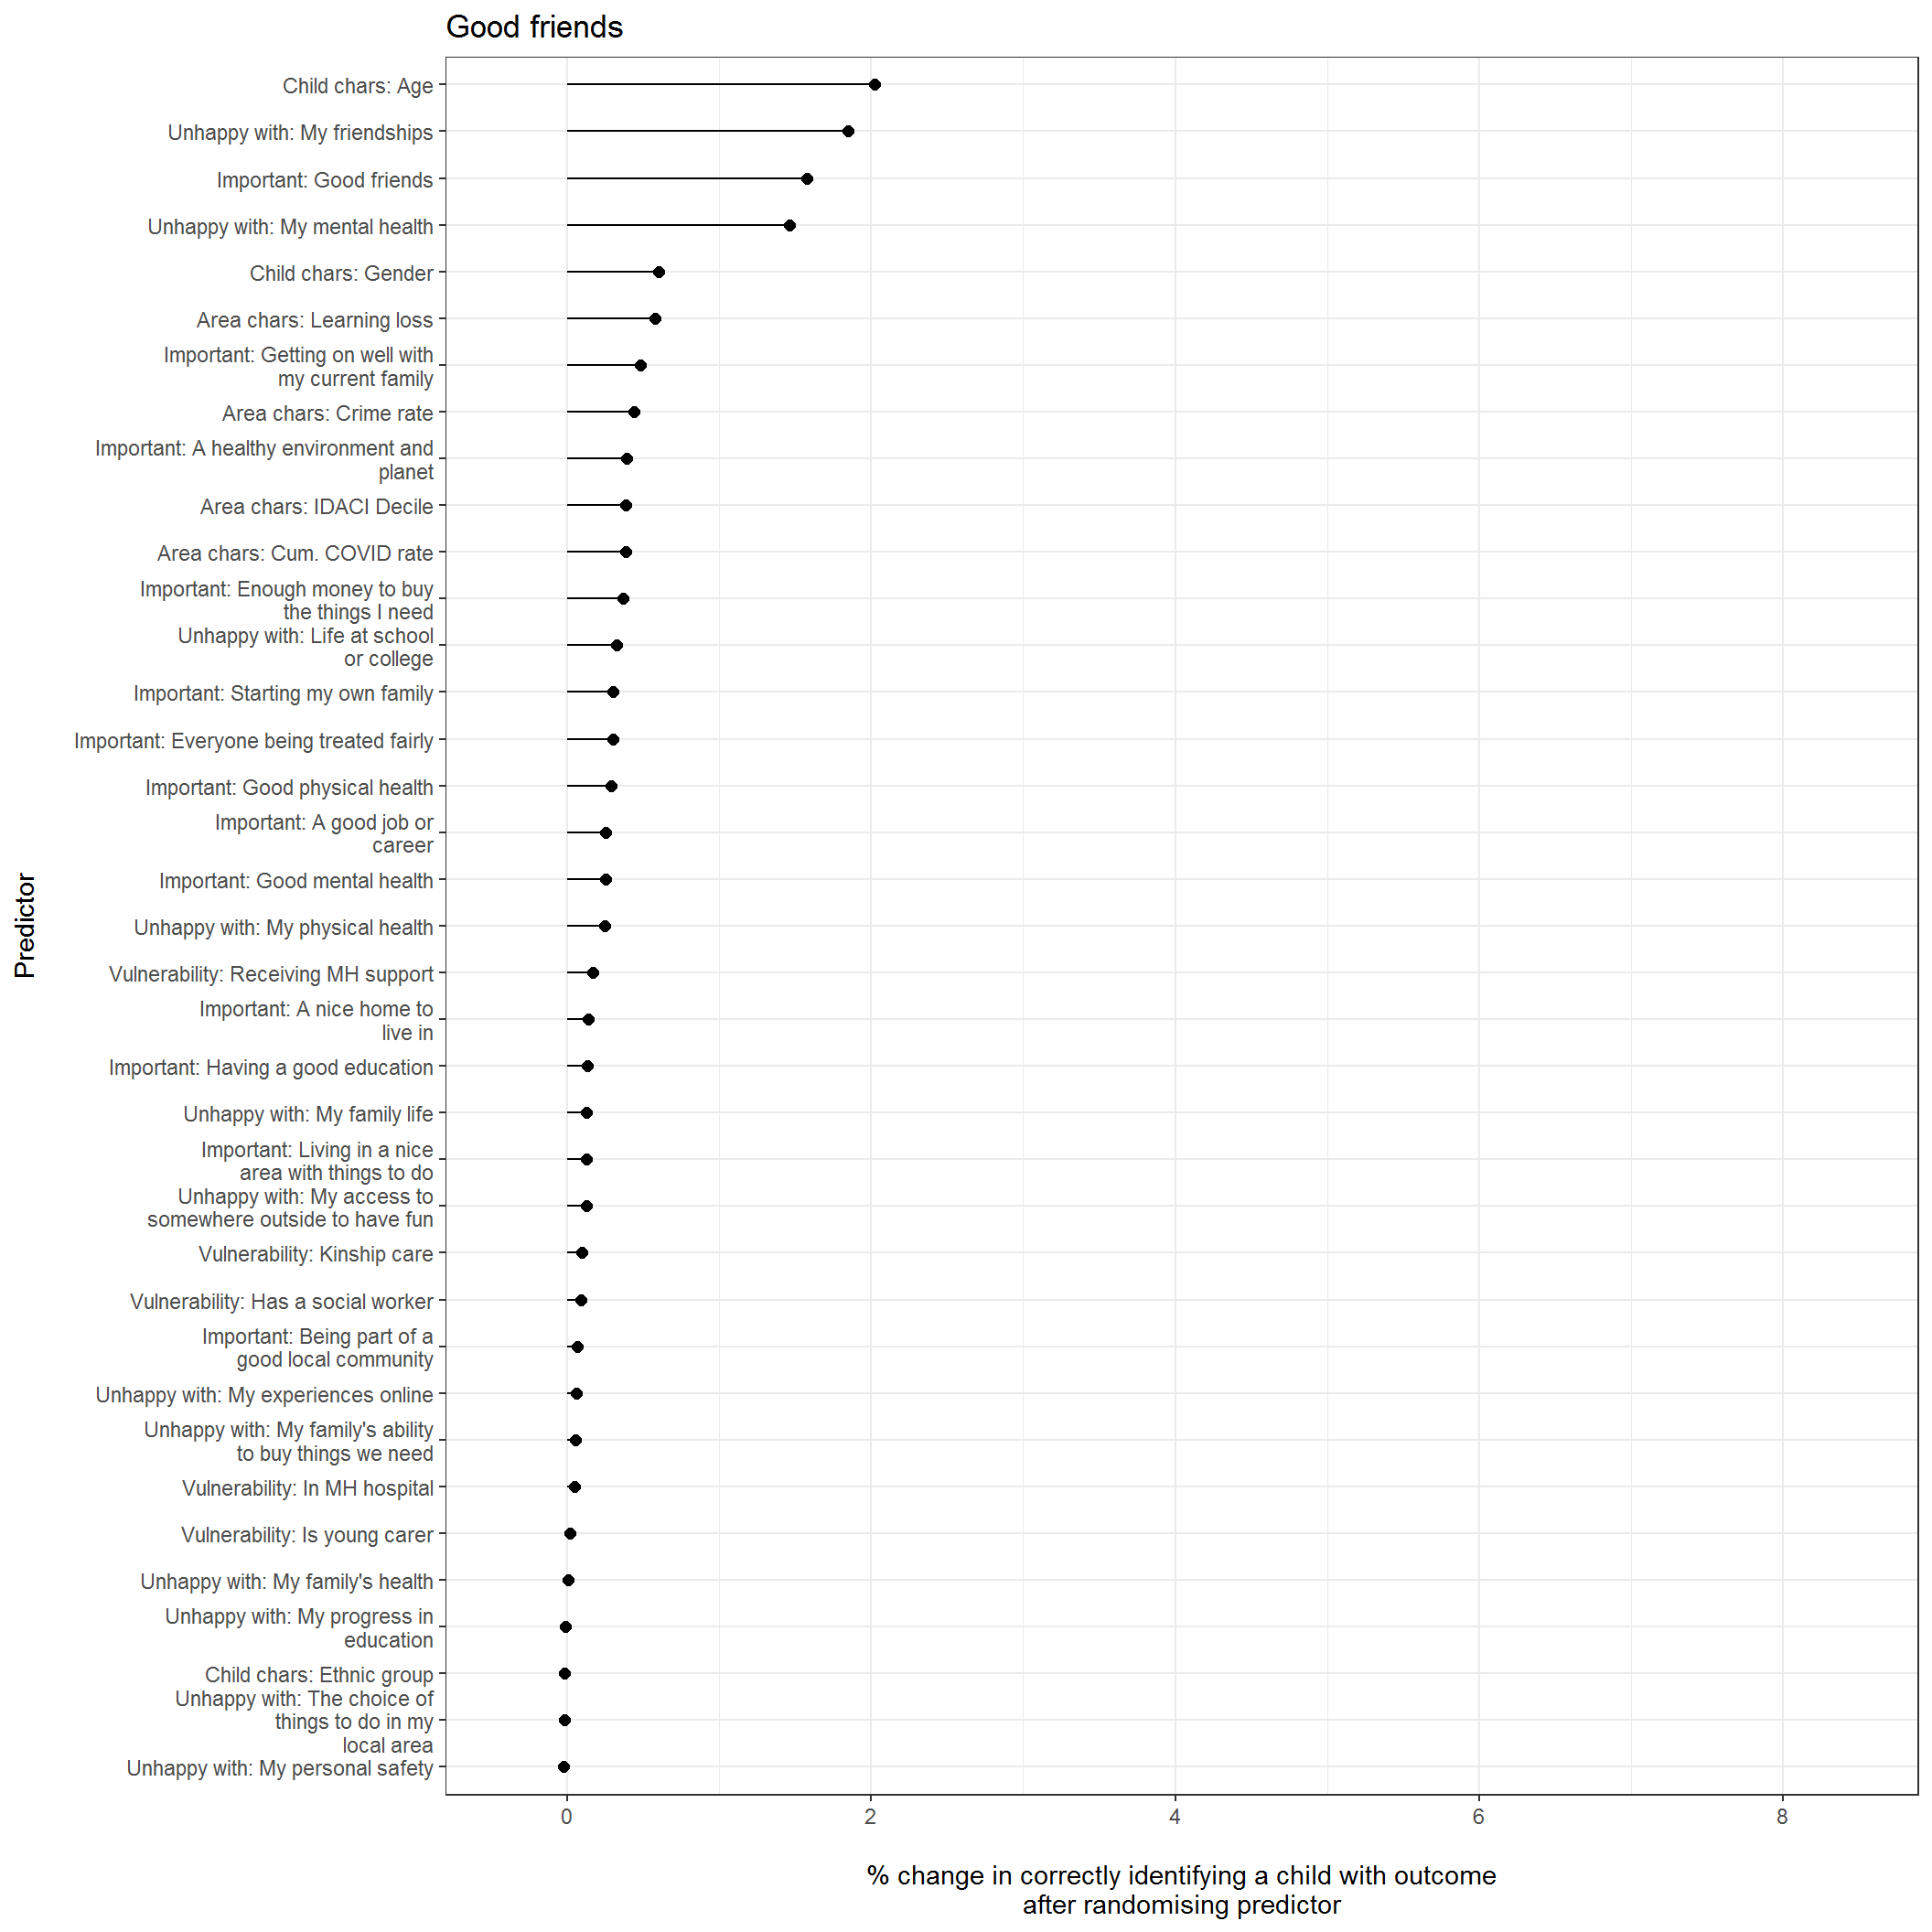 Good friends
Child chars: Age
Unhappy with: My friendships
Important: Good friends
Unhappy with: My mental health
Child chars: Gender
Area chars: Learning loss
Important: Getting on well with
my current family
Area chars: Crime rate
Important: A healthy environment and
planet
Area chars: IDACI Decile
Area chars: Cum. COVID rate
Important: Enough money to buy
the things I need
Unhappy with: Life at school
or college
Important: Starting my own family
Important: Everyone being treated fairly
Important: Good physical health
Important: A good job or
career
Important: Good mental health
Unhappy with: My physical health
Vulnerability: Receiving MH support
Important: A nice home to
live in
Important: Having a good education
Unhappy with: My family life
Important: Living in a nice
area with things to do
Unhappy with: My access to
somewhere outside to have fun
Vulnerability: Kinship care
Vulnerability: Has a social worker
Important: Being part of a
good local community
Unhappy with: My experiences online
Unhappy with: My family's ability
to buy things we need
Vulnerability: In MH hospital
Vulnerability: Is young carer
Unhappy with: My family's health
Unhappy with: My progress in
education
Child chars: Ethnic group
Unhappy with: The choice of
things to do in my
local area
Unhappy with: My personal safety
Predictor
0 2 4 6 8
% change in correctly identifying a child with outcome
after randomising predictor